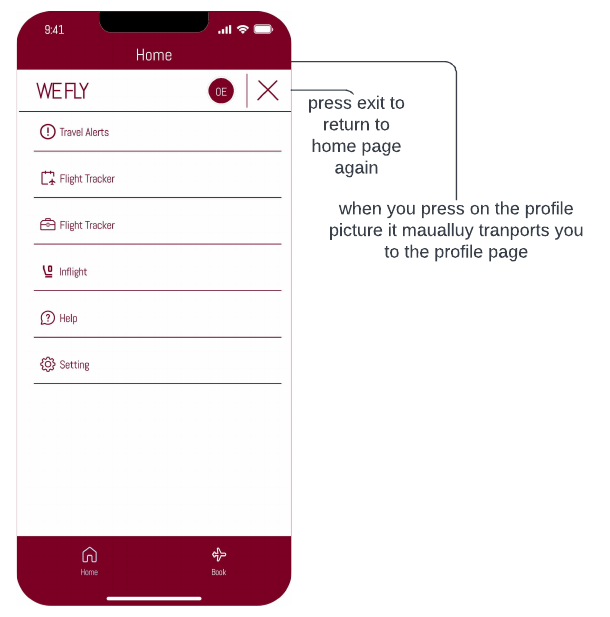 9:41
Home
WE FLY
OE
Travel Alerts
Flight Tracker
Flight Tracker
Inflight
Help
Setting
Home
Book
press exit to
return to
home page
again
when you press on the profile
picture it maualluy tranports you
to the profile page